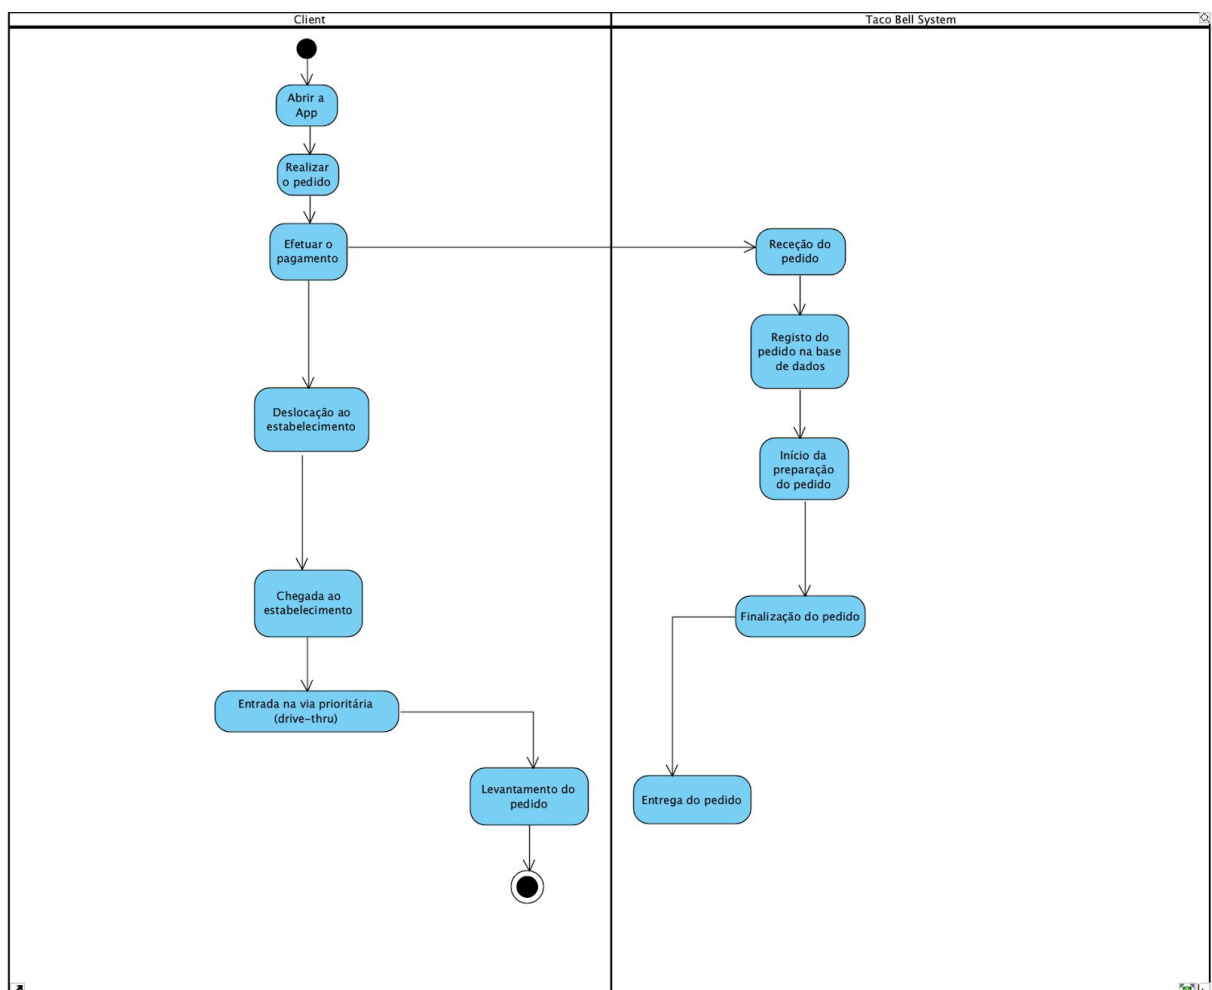 Client
Taco Bell System
Abrir a
App
Realizar
o pedido
Efetuar o
pagamento
Receção do
pedido
Registo do
pedido na base
de dados
Deslocação ao
estabelecimento
Início da
preparação
do pedido
Chegada ao
estabelecimento
Finalização do pedido
Entrada na via prioritária
(drive-thru)
Levantamento do
pedido
Entrega do pedido